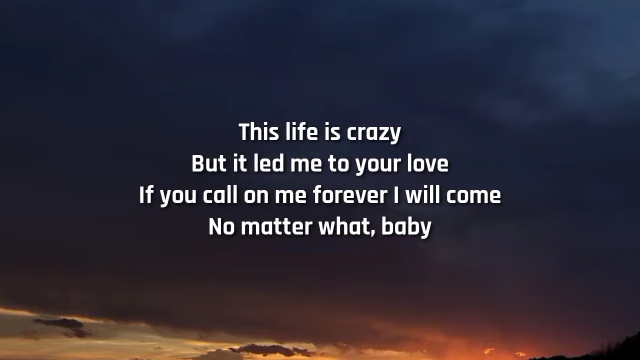 This life is crazy
But it led me to your love
If you call on me forever I will come
No matter what, baby